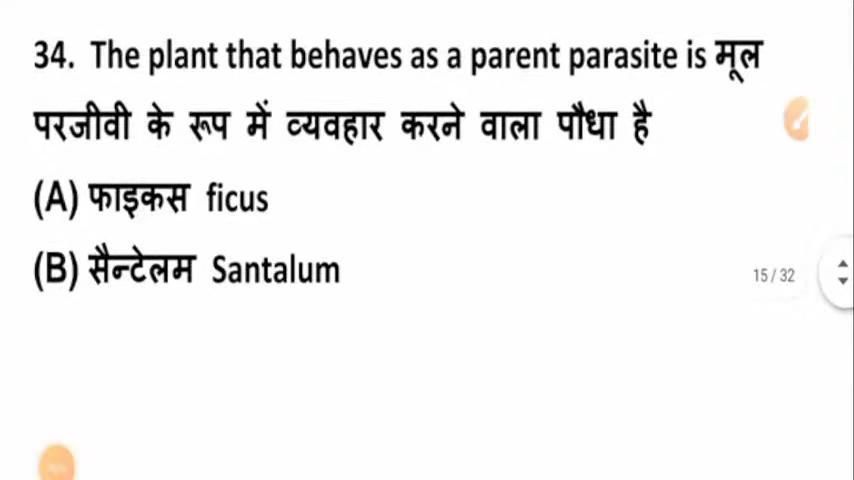 34. The plant that behaves as a parent parasite is मूल
परजीवी के रूप में व्यवहार करने वाला पौधा है
(A) फाइकस ficus
(B) सैन्टेलम Santalum
15 / 32